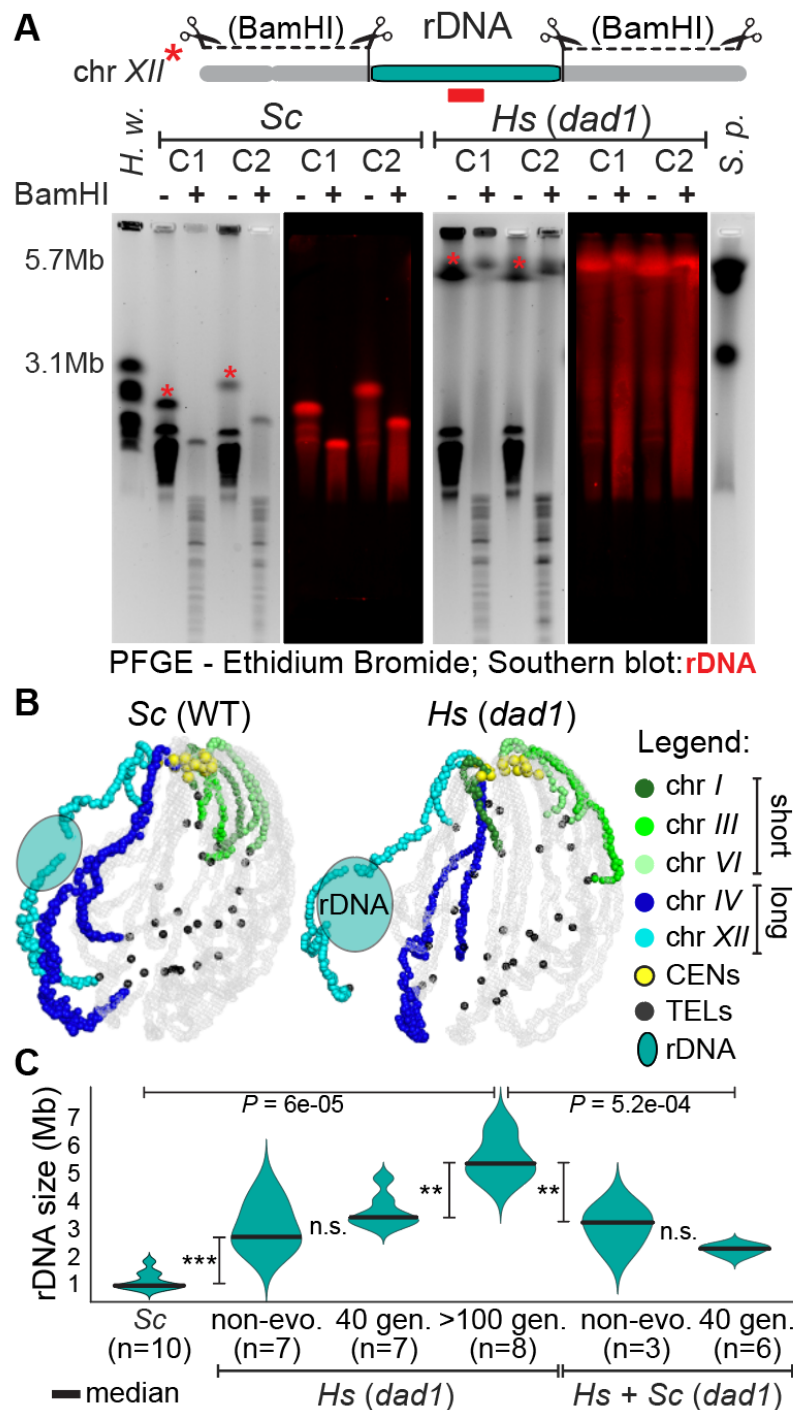 A
(BamHI) rDNA (BamHI)
chr XII*
H. w.
Sc
Hs (dad1)
S. p.
C1 C2 C1 C2 C1 C2 C1 C2
BamHI - + - + - + - + - + - + - + - +
5.7Mb
3.1Mb
* * * *
PFGE - Ethidium Bromide; Southern blot:rDNA
B
Sc (WT)
Hs (dad1)
rDNA
Legend:
chr I
chr III
chr VI
short
chr IV
chr XII
long
CENs
TELs
rDNA
C
P = 6e-05
P = 5.2e-04
rDNA size (Mb)
7
6
5
4
3
2
1
***
n.s.
**
**
n.s.
Sc non-evo. 40 gen. >100 gen. non-evo. 40 gen.
(n=10) (n=7) (n=7) (n=8) (n=3) (n=6)
median
Hs (dad1)
Hs + Sc (dad1)